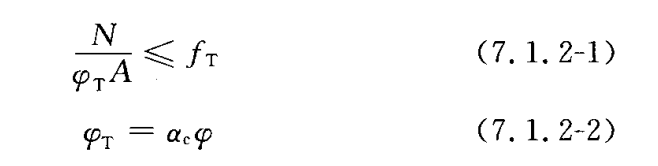 N / φ_T A ⩽ f_T (7.1.2-1)
φ_T = α_c φ (7.1.2-2)